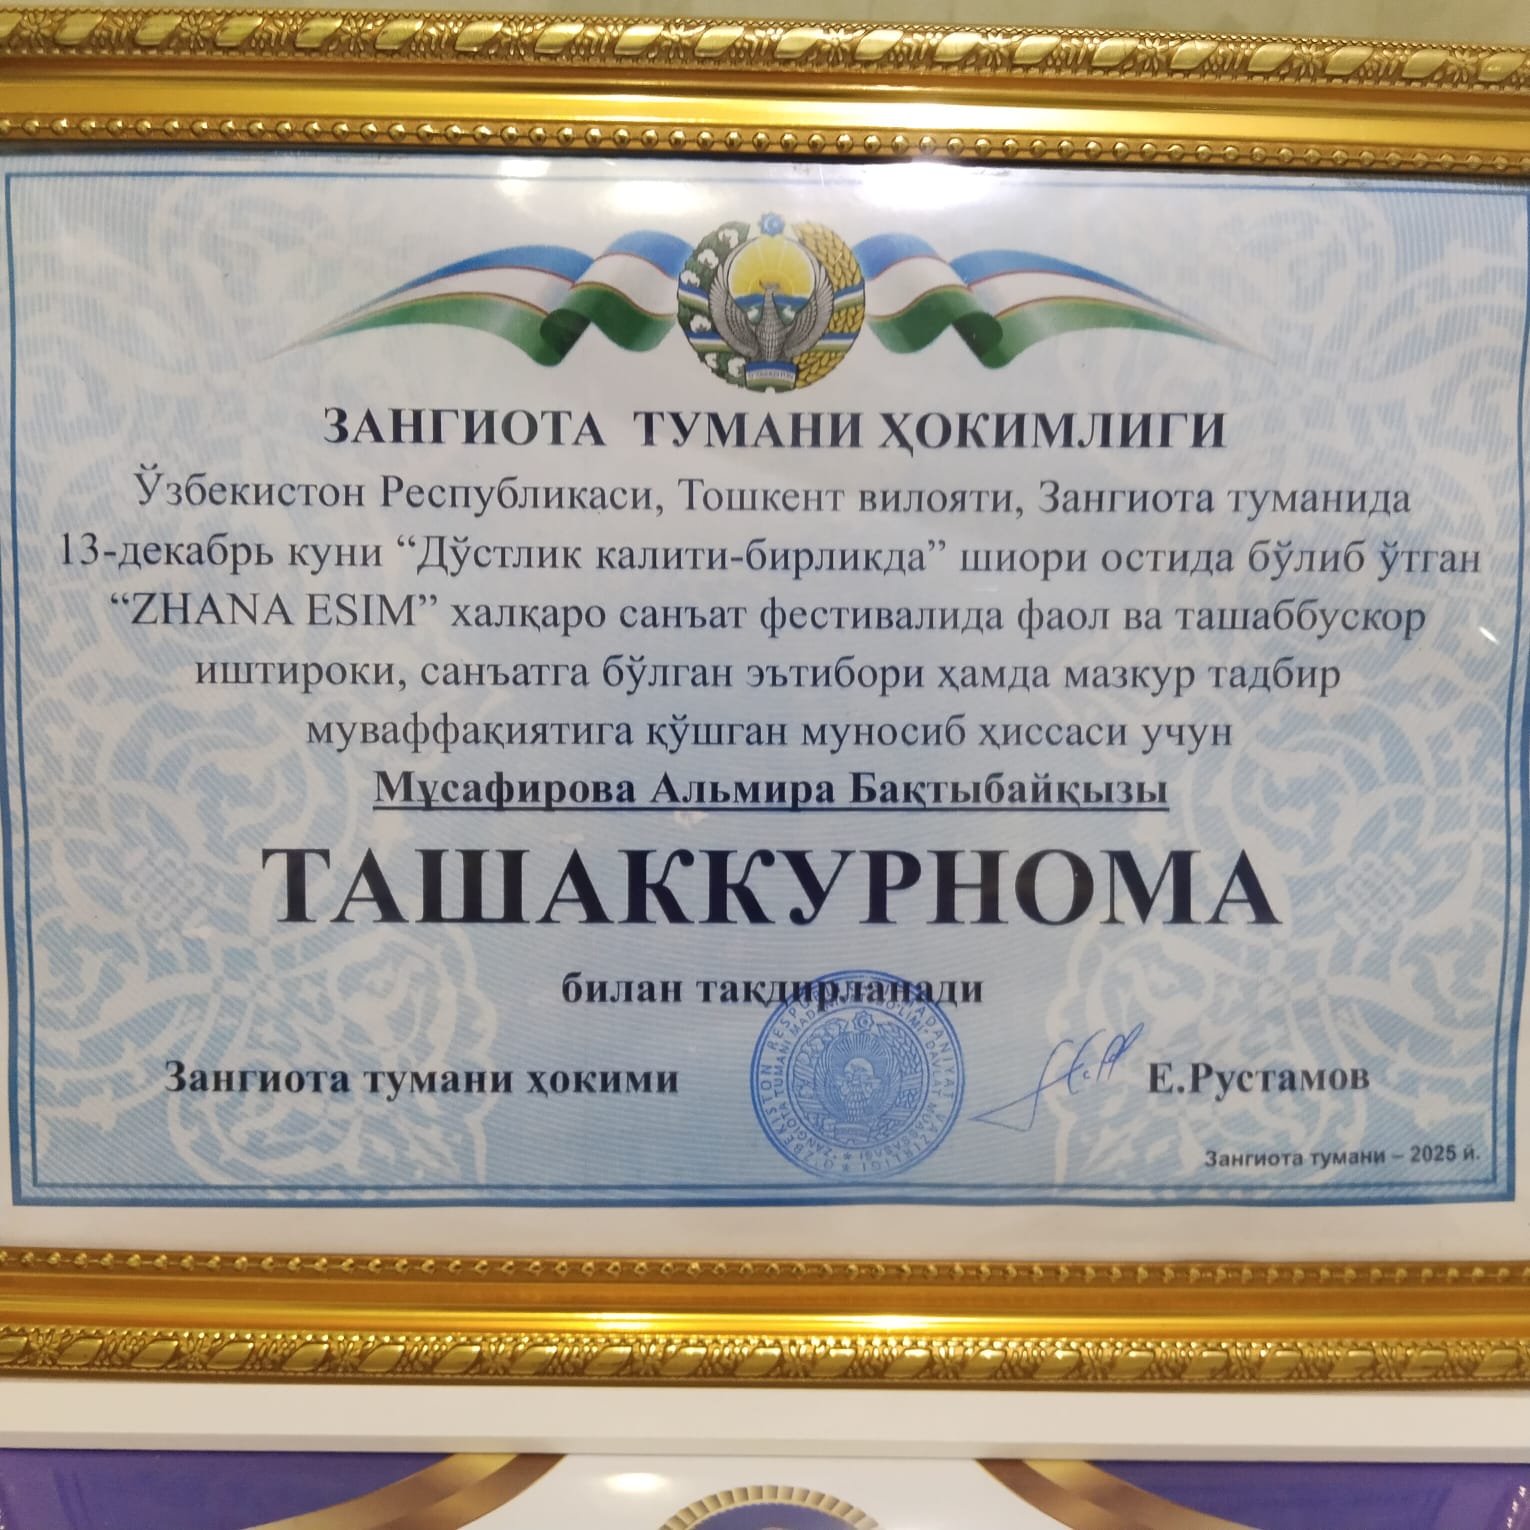 ЗАНГИОТА ТУМАНИ ҲОКИМЛИГИ
Ўзбекистон Республикаси, Тошкент вилояти, Зангиота туманида
13-декабрь куни “Дўстлик калити-бирликда” шиори остида бўлиб ўтган
“ZHANA ESIM” халқаро санъат фестивалида фаол ва ташаббускор
иштироки, санъатга бўлган эътибори ҳамда мазкур тадбир
муваффақиятига қўшган муносиб ҳиссаси учун
Мұсафирова Альмира Бақтыбайқызы
ТАШАККУРНОМА
билан тақдирланади
Зангиота тумани ҳокими
Е.Рустамов
Зангиота тумани – 2025 й.